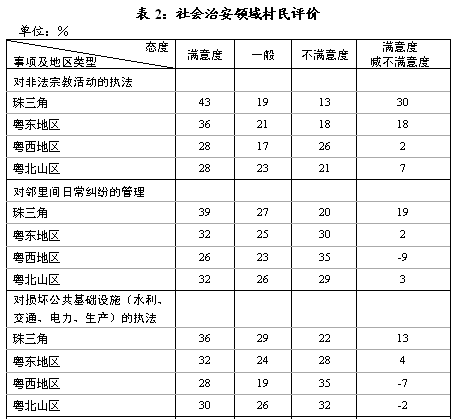 表 2：社会治安领域村民评价
单位：%
态度
事项及地区类型 满意度 一般 不满意度 满意度
喊不满意度
对非法宗教活动的执法
珠三角 43 19 13 30
粤东地区 36 21 18 18
粤西地区 28 17 26 2
粤北山区 28 23 21 7
对邻里间日常纠纷的管理
珠三角 39 27 20 19
粤东地区 32 25 30 2
粤西地区 26 23 35 -9
粤北山区 32 26 29 3
对损坏公共基础设施（水利、
交通、电力、生产）的执法
珠三角 36 29 22 13
粤东地区 32 24 28 4
粤西地区 28 19 35 -7
粤北山区 30 26 32 -2